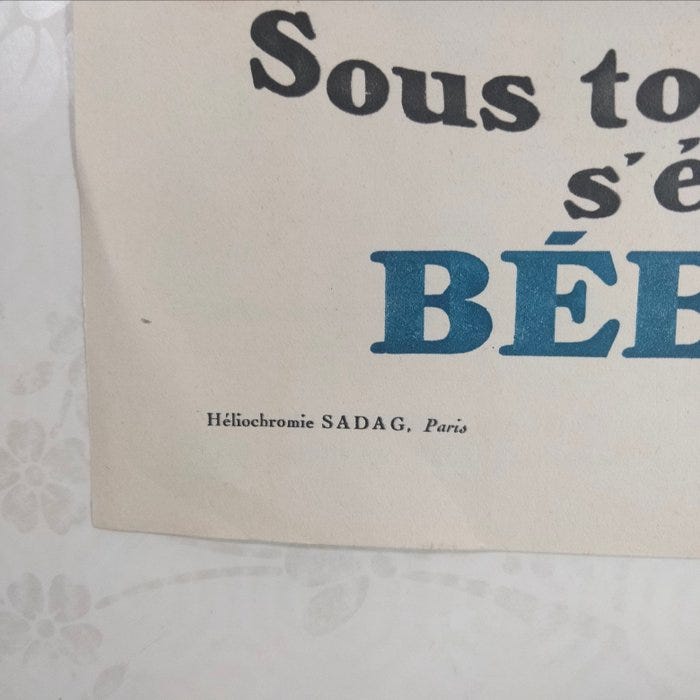 Sous to
s'é
BÉB
Héliochromie SADAG, Paris